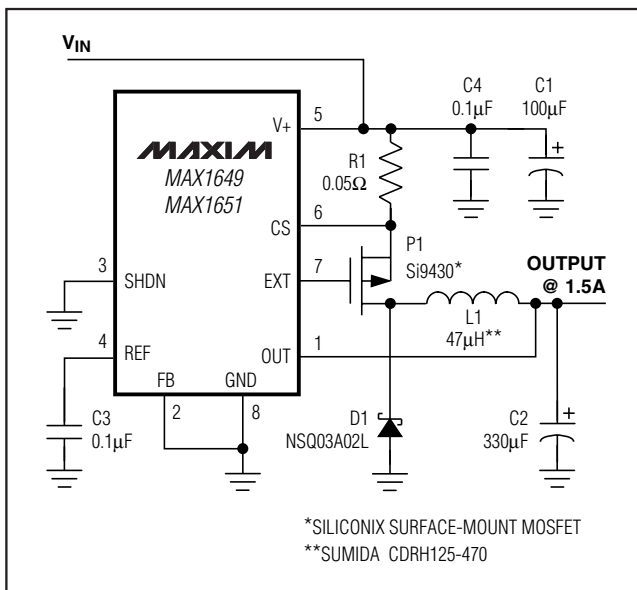 VIN
MAXIM
MAX1649
MAX1651
V+
5
CS
6
EXT
7
OUT
1
3
SHDN
4
REF
FB
2
GND
8
R1
0.05Ω
C4
0.1µF
C1
100µF
+
P1
Si9430*
OUTPUT
@ 1.5A
L1
47µH**
D1
NSQ03A02L
C2
330µF
+
C3
0.1µF
*SILICONIX SURFACE-MOUNT MOSFET
**SUMIDA CDRH125-470